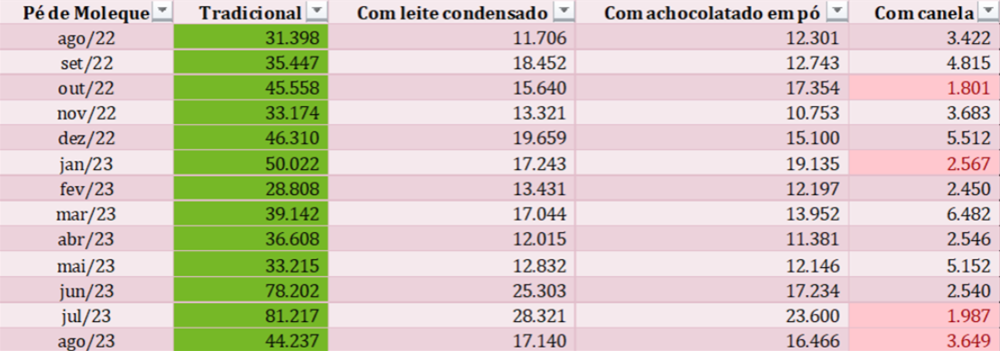 Pé de Moleque Tradicional Com leite condensado Com achocolatado em pó Com canela
ago/22 31.398 11.706 12.301 3.422
set/22 35.447 18.452 12.743 4.815
out/22 45.558 15.640 17.354 1.801
nov/22 33.174 13.321 10.753 3.683
dez/22 46.310 19.659 15.100 5.512
jan/23 50.022 17.243 19.135 2.567
fev/23 28.808 13.431 12.197 2.450
mar/23 39.142 17.044 13.952 6.482
abr/23 36.608 12.015 11.381 2.546
mai/23 33.215 12.832 12.146 5.152
jun/23 78.202 25.303 17.234 2.540
jul/23 81.217 28.321 23.600 1.987
ago/23 44.237 17.140 16.466 3.649